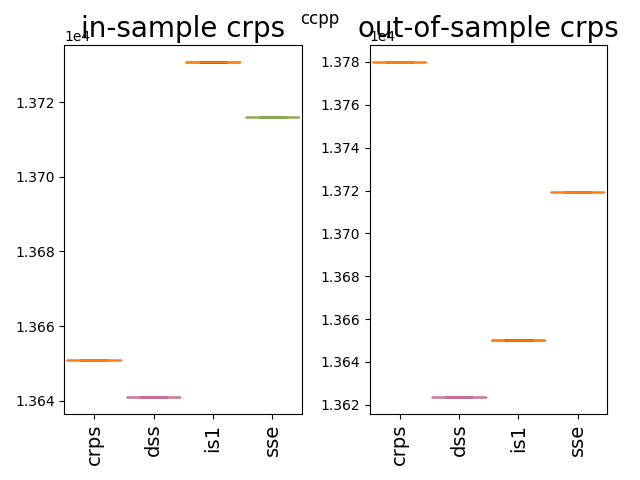 ccpp
in-sample crps
1e4
1.372
1.370
1.368
1.366
1.364
crps
dss
is1
sse
out-of-sample crps
1e4
1.378
1.376
1.374
1.372
1.370
1.368
1.366
1.364
1.362
crps
dss
is1
sse